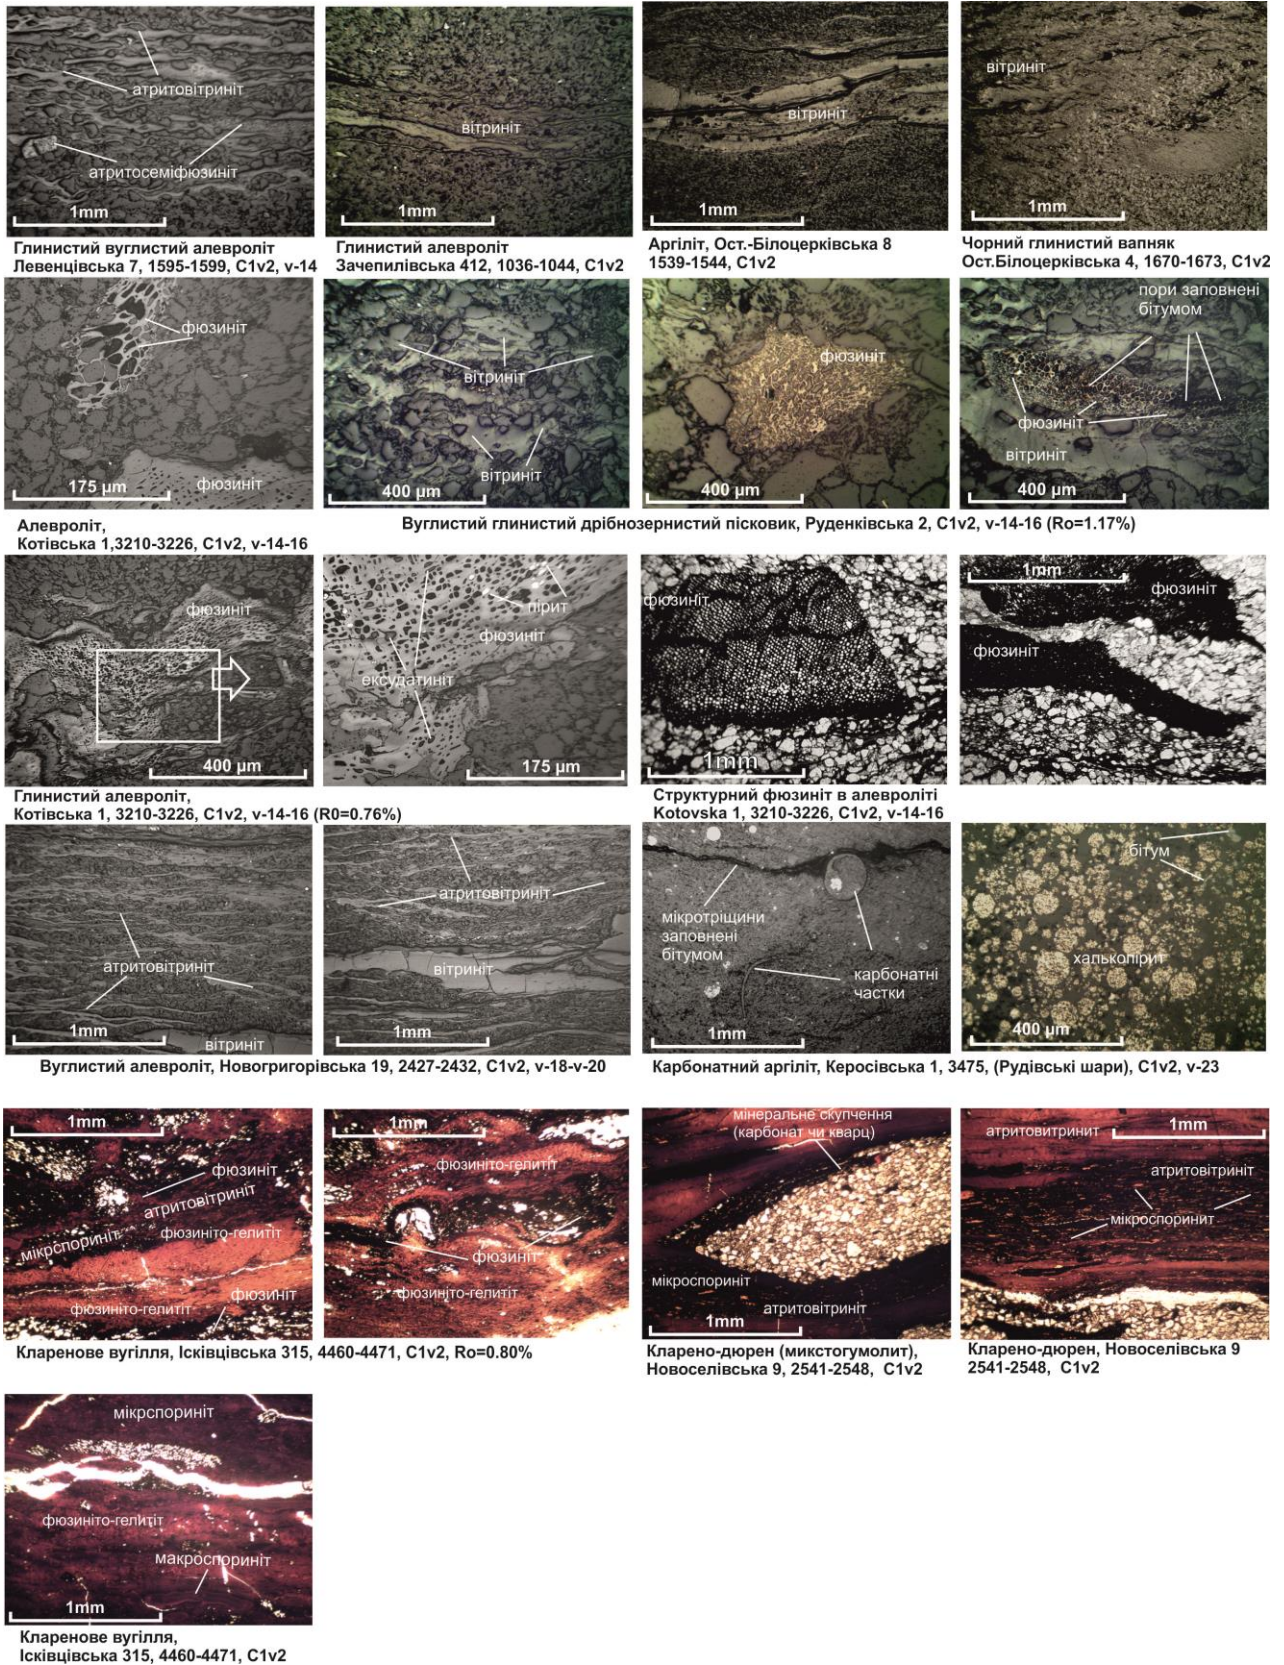 атритовітриніт
атритосеміфюзиніт
1mm
Глинистий вуглистий алевроліт
Левенцівська 7, 1595-1599, C1v2, v-14
вітриніт
1mm
Глинистий алевроліт
Зачепилівська 412, 1036-1044, C1v2
вітриніт
1mm
Аргіліт, Ост.-Білоцерківська 8
1539-1544, C1v2
вітриніт
1mm
Чорний глинистий вапняк
Ост.Білоцерківська 4, 1670-1673, C1v2
фюзиніт
175 µm
фюзиніт
Алевроліт,
Котівська 1,3210-3226, C1v2, v-14-16
вітриніт
вітриніт
400 µm
фюзиніт
400 µm
пори заповнені
бітумом
фюзиніт
вітриніт
400 µm
Вуглистий глинистий дрібнозернистий пісковик, Руденківська 2, C1v2, v-14-16 (Ro=1.17%)
фюзиніт
400 µm
Глинистий алевроліт,
Котівська 1, 3210-3226, C1v2, v-14-16 (R0=0.76%)
пірит
фюзиніт
ексудатиніт
175 µm
фюзиніт
1mm
Структурний фюзиніт в алевроліті
Kotovska 1, 3210-3226, C1v2, v-14-16
1mm
фюзиніт
фюзиніт
атритовітриніт
1mm
вітриніт
атритовітриніт
вітриніт
1mm
Вуглистий алевроліт, Новогригорівська 19, 2427-2432, C1v2, v-18-v-20
мікротріщини
заповнені
бітумом
карбонатні
частки
1mm
бітум
халькопірит
400 µm
Карбонатний аргіліт, Керосівська 1, 3475, (Рудівські шари), C1v2, v-23
1mm
фюзиніт
атритовітриніт
мікрспориніт
фюзиніто-гелитіт
фюзиніто-гелитіт
фюзиніт
1mm
фюзиніто-гелитіт
фюзиніт
фюзиніто-гелитіт
Кларенове вугілля, Ісківцівська 315, 4460-4471, C1v2, Ro=0.80%
мінеральне скупчення
(карбонат чи кварц)
мікроспориніт
атритовітриніт
1mm
Кларено-дюрен (микстогумолит),
Новоселівська 9, 2541-2548, C1v2
атритовитринит
1mm
атритовітриніт
мікроспоринит
Кларено-дюрен, Новоселівська 9
2541-2548, C1v2
мікрспориніт
фюзиніто-гелитіт
макроспориніт
1mm
Кларенове вугілля,
Ісківцівська 315, 4460-4471, C1v2